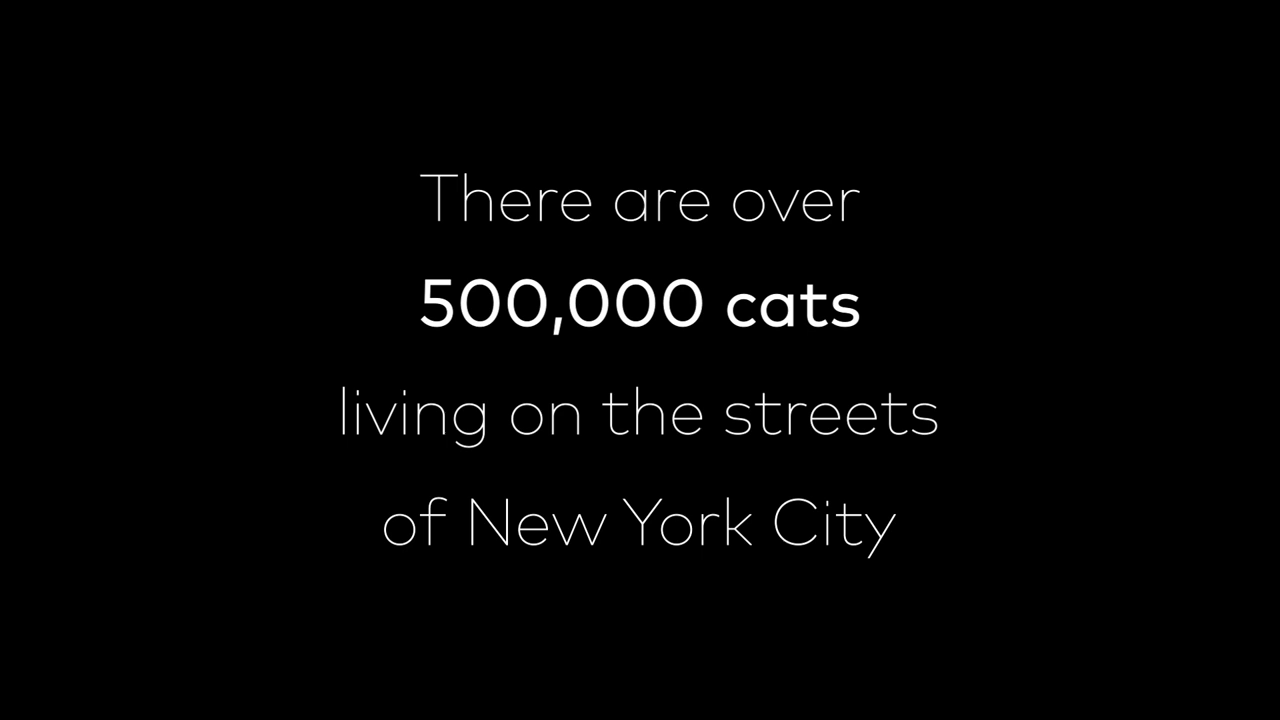 There are over
500,000 cats
living on the streets
of New York City